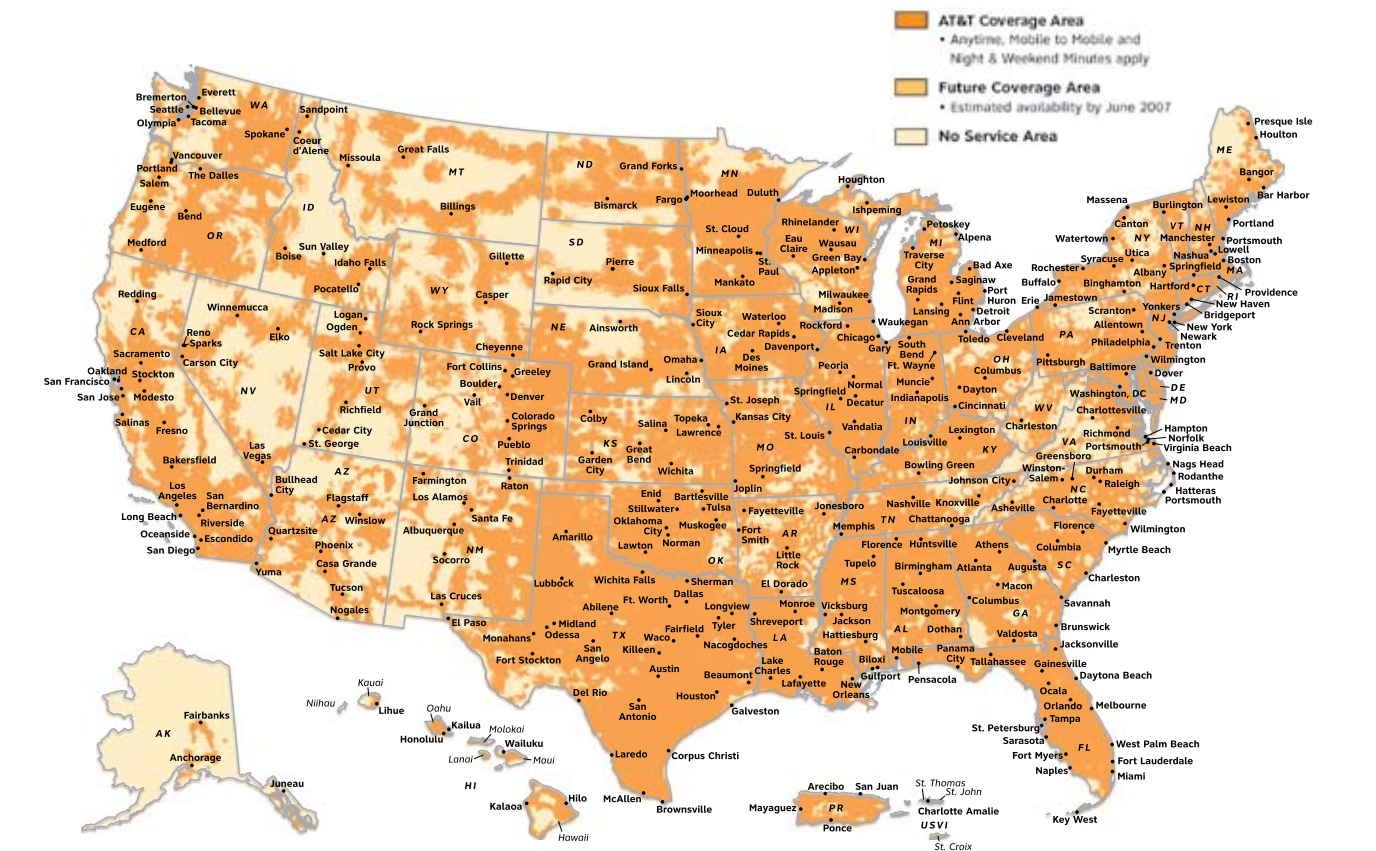 AT&T Coverage Area
• Anytime, Mobile to Mobile and
Night & Weekend Minutes apply
Future Coverage Area
• Estimated availability by June 2007
No Service Area
Bremerton
Everett
Seattle
Bellevue
Olympia
Tacoma
WA
Spokane
Sandpoint
Coeur
d'Alene
Missoula
Great Falls
MT
Billings
Vancouver
Portland
The Dalles
Salem
Eugene
Bend
OR
Medford
ID
Sun Valley
Boise
Idaho Falls
Pocatello
ND
Grand Forks
Bismarck
Fargo
SD
Pierre
Rapid City
Sioux Falls
MN
Moorhead
Duluth
St. Cloud
Minneapolis
St.
Paul
Mankato
Houghton
Ishpeming
Rhinelander
WI
Eau
Claire
Wausau
Green Bay
Appleton
Milwaukee
Madison
Petoskey
Alpena
MI
Traverse
City
Bad Axe
Grand
Rapids
Saginaw
Port
Huron
Flint
Lansing
Detroit
Ann Arbor
Presque Isle
Houlton
ME
Bangor
Bar Harbor
Lewiston
Portland
Massena
Burlington
Canton
VT
NH
Watertown
NY
Manchester
Portsmouth
Utica
Lowell
Syracuse
Nashua
Boston
Rochester
Albany
Springfield
MA
Buffalo
Binghamton
Hartford
CT
RI
Providence
Erie
Jamestown
New Haven
Scranton
Yonkers
Bridgeport
NJ
New York
Allentown
Newark
PA
Philadelphia
Trenton
Pittsburgh
Wilmington
Baltimore
Dover
DE
Washington, DC
MD
Redding
CA
Winnemucca
Reno
Sparks
Elko
Carson City
Sacramento
Oakland
Stockton
San Francisco
San Jose
Modesto
NV
Salinas
Fresno
Las
Vegas
Bakersfield
Los
Angeles
San
Bernardino
Long Beach
Riverside
Oceanside
Escondido
San Diego
Logan
Ogden
Salt Lake City
Provo
UT
Richfield
Cedar City
St. George
Gillette
WY
Casper
Rock Springs
Cheyenne
Fort Collins
Greeley
Boulder
Denver
Vail
Grand
Junction
Colorado
Springs
CO
Pueblo
Trinidad
NE
Ainsworth
Grand Island
Omaha
Lincoln
Sioux
City
Waterloo
Cedar Rapids
Davenport
IA
Des
Moines
Rockford
Waukegan
Chicago
Gary
South
Bend
Ft. Wayne
Toledo
Cleveland
OH
Columbus
Peoria
Normal
Muncie
Dayton
Springfield
Decatur
Indianapolis
IL
Cincinnati
IN
Vandalia
St. Joseph
Kansas City
Colby
Salina
Topeka
Lawrence
KS
Great
Bend
Garden
City
Wichita
MO
St. Louis
Louisville
Lexington
Carbondale
KY
Springfield
Bowling Green
Joplin
WV
Charleston
Charlottesville
VA
Richmond
Hampton
Norfolk
Portsmouth
Virginia Beach
Greensboro
Winston-
Salem
Durham
Nags Head
Johnson City
Raleigh
Rodanthe
NC
Charlotte
Hatteras
Portsmouth
Asheville
Fayetteville
Wilmington
AZ
Bullhead
City
Flagstaff
AZ
Winslow
Quartzsite
Phoenix
Casa Grande
Yuma
Tucson
Nogales
Farmington
Raton
Los Alamos
Santa Fe
Albuquerque
NM
Socorro
Las Cruces
El Paso
Enid
Bartlesville
Stillwater
Tulsa
Oklahoma
City
Muskogee
Norman
Lawton
OK
Fayetteville
Jonesboro
Fort
Smith
AR
Little
Rock
El Dorado
Memphis
Nashville
Knoxville
TN
Chattanooga
Florence
Huntsville
Athens
Florence
Columbia
Myrtle Beach
SC
Tupelo
Birmingham
Atlanta
Augusta
Charleston
MS
Tuscaloosa
Macon
Columbus
Savannah
GA
Montgomery
Vicksburg
Jackson
AL
Dothan
Valdosta
Brunswick
Hattiesburg
Jacksonville
Amarillo
Lubbock
Wichita Falls
Sherman
Dallas
Ft. Worth
Abilene
Longview
Monroe
Shreveport
Midland
Odessa
TX
Waco
Fairfield
Tyler
Nacogdoches
LA
Monahans
Killeen
San
Angelo
Fort Stockton
Austin
Beaumont
Lake
Charles
Baton
Rouge
Lafayette
New
Orleans
Biloxi
Gulfport
Mobile
Pensacola
Panama
City
Tallahassee
Gainesville
Daytona Beach
Ocala
Orlando
Melbourne
Tampa
St. Petersburg
Sarasota
FL
West Palm Beach
Fort Myers
Fort Lauderdale
Naples
Miami
Key West
Del Rio
San
Antonio
Houston
Galveston
Laredo
Corpus Christi
McAllen
Brownsville
Fairbanks
AK
Anchorage
Juneau
Kauai
Niihau
Lihue
Oahu
Kailua
Honolulu
Molokai
Wailuku
Lanai
Maui
HI
Hilo
Kalaoa
Hawaii
Arecibo
San Juan
Mayaguez
PR
Ponce
St. Thomas
St. John
Charlotte Amalie
USVI
St. Croix